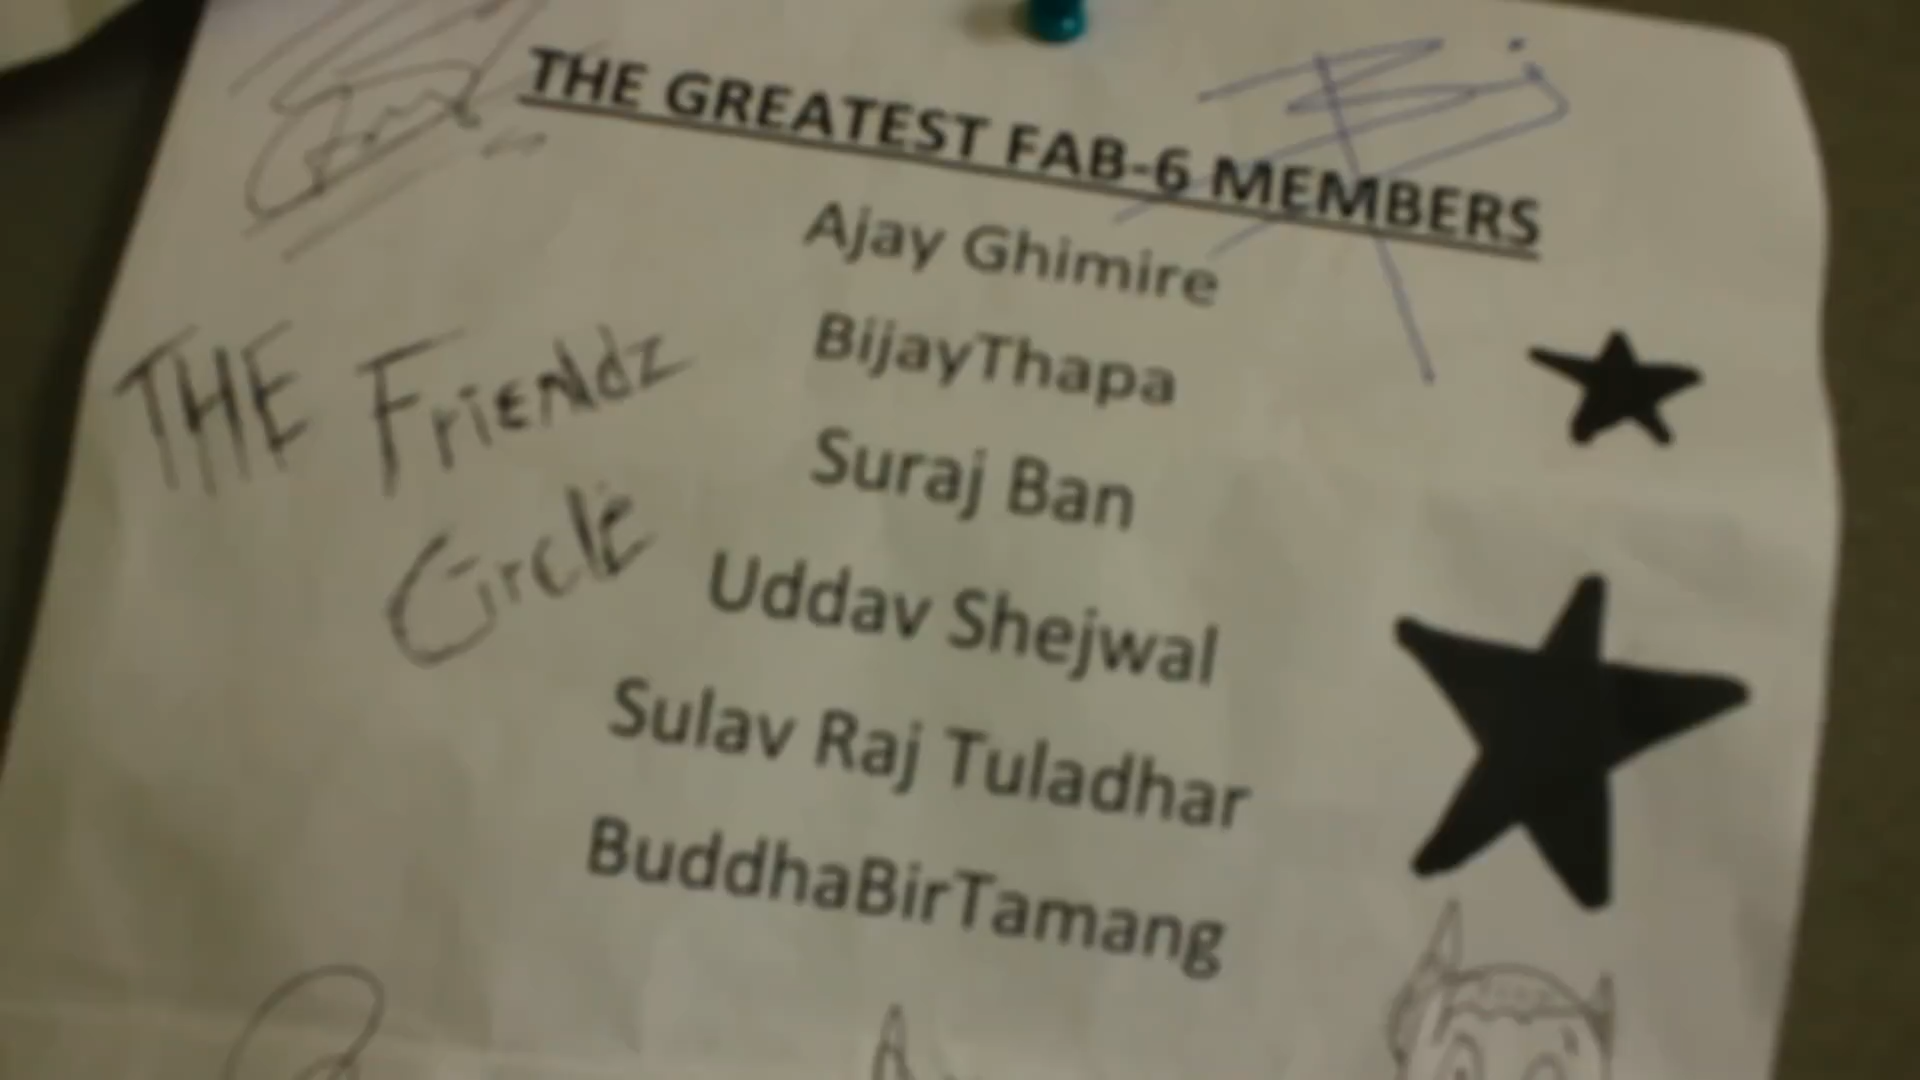 THE GREATEST FAB-6 MEMBERS
Ajay Ghimire
BijayThapa
Suraj Ban
Uddav Shejwal
Sulav Raj Tuladhar
BuddhaBirTamang
THE FriENdz
CirclE